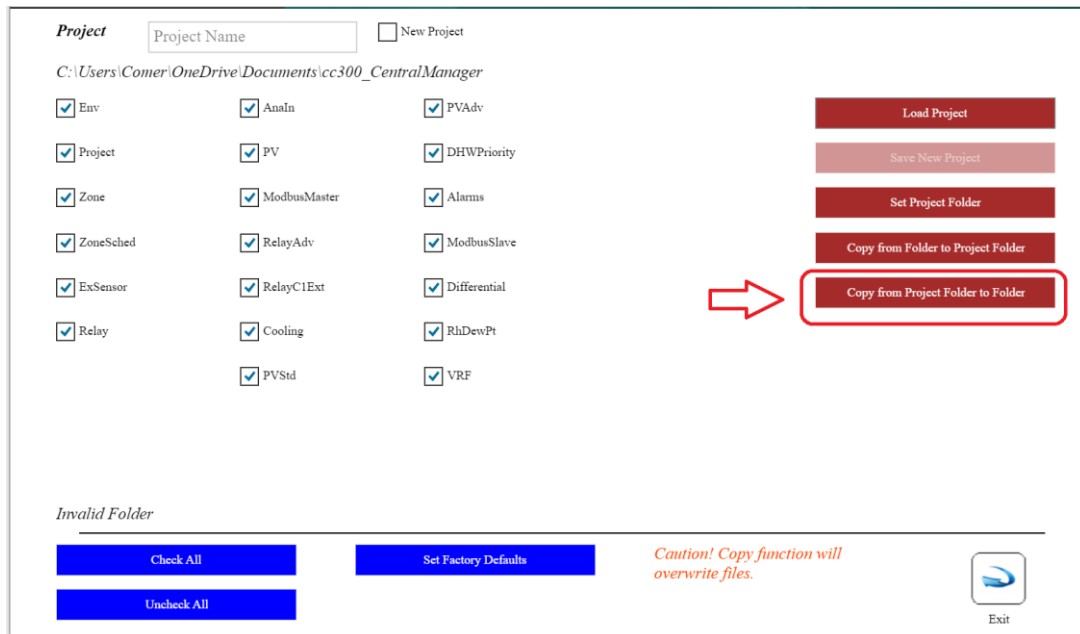 Project
Project Name
New Project
C:\Users\Comer\OneDrive\Documents\cc300_CentralManager
Env
AnaIn
PVAdv
Load Project
Project
PV
DHWPriority
Save New Project
Zone
ModbusMaster
Alarms
Set Project Folder
ZoneSched
RelayAdv
ModbusSlave
Copy from Folder to Project Folder
ExSensor
RelayC1Ext
Differential
Copy from Project Folder to Folder
Relay
Cooling
RhDewPt
PVStd
VRF
Invalid Folder
Check All
Set Factory Defaults
Caution! Copy function will
overwrite files.
Uncheck All
Exit